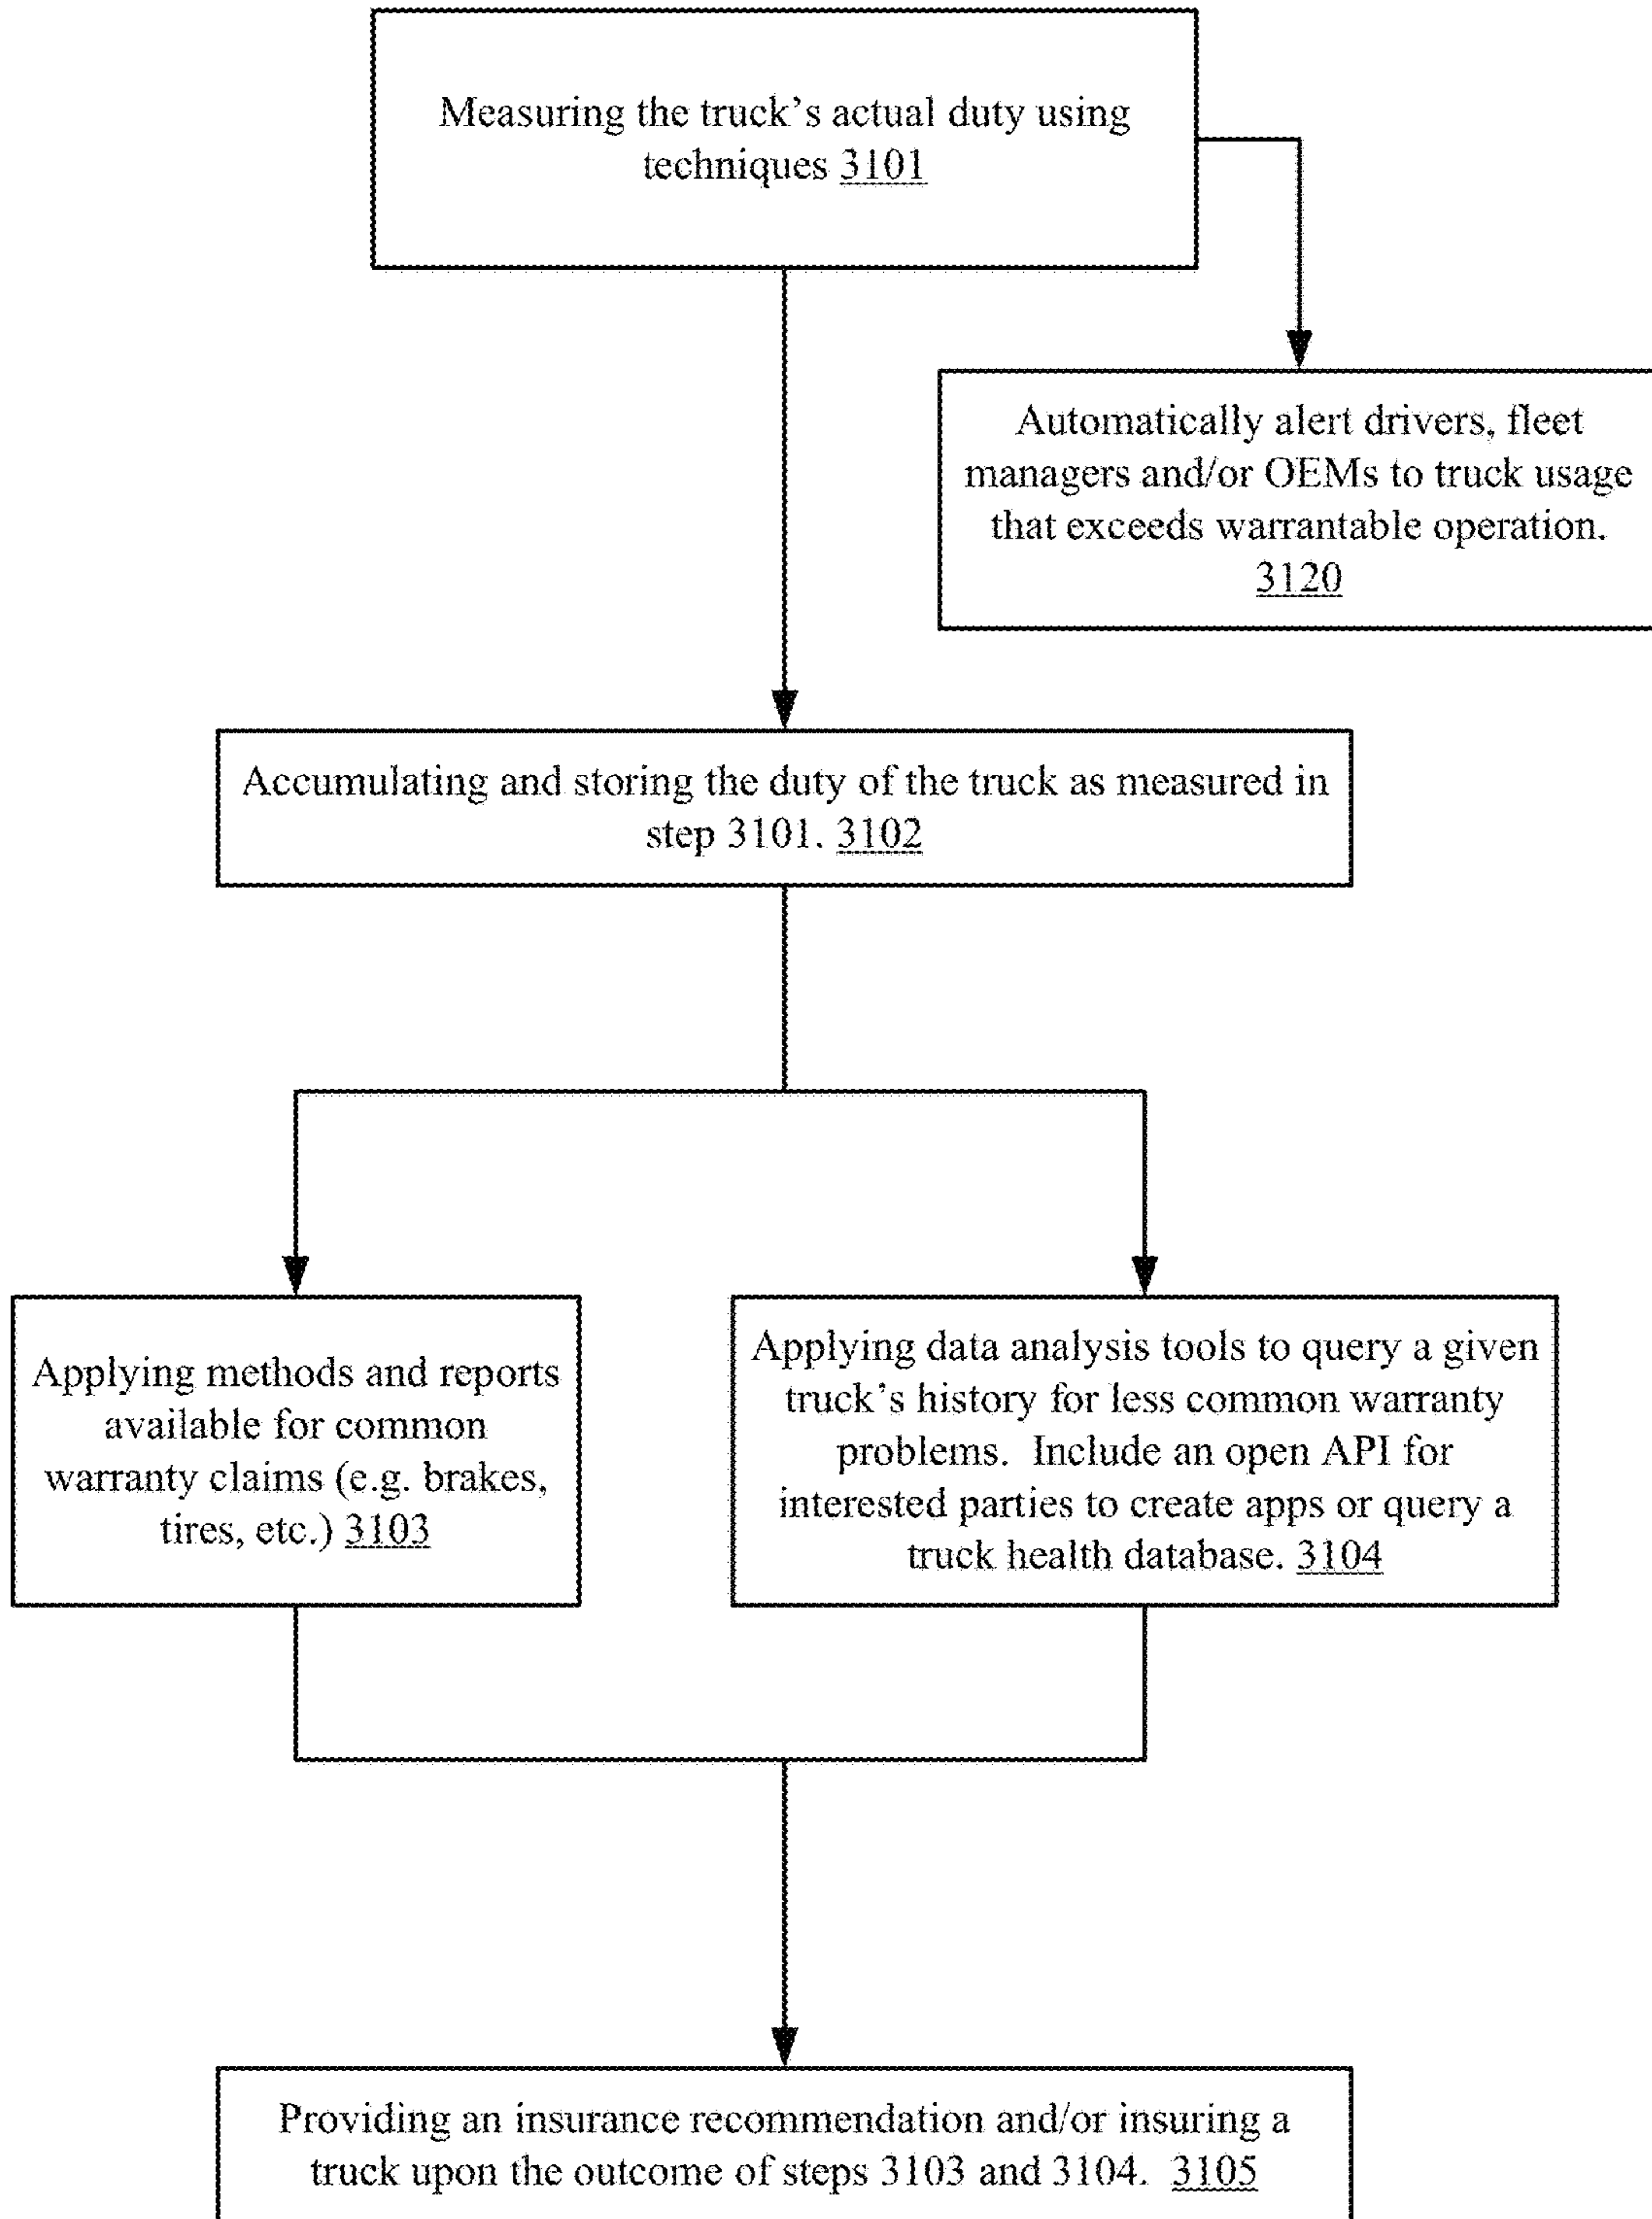 Measuring the truck's actual duty using
techniques 3101
Automatically alert drivers, fleet
managers and/or OEMs to truck usage
that exceeds warrantable operation.
3120
Accumulating and storing the duty of the truck as measured in
step 3101. 3102
Applying methods and reports
available for common
warranty claims (e.g. brakes,
tires, etc.) 3103
Applying data analysis tools to query a given
truck's history for less common warranty
problems. Include an open API for
interested parties to create apps or query a
truck health database. 3104
Providing an insurance recommendation and/or insuring a
truck upon the outcome of steps 3103 and 3104. 3105